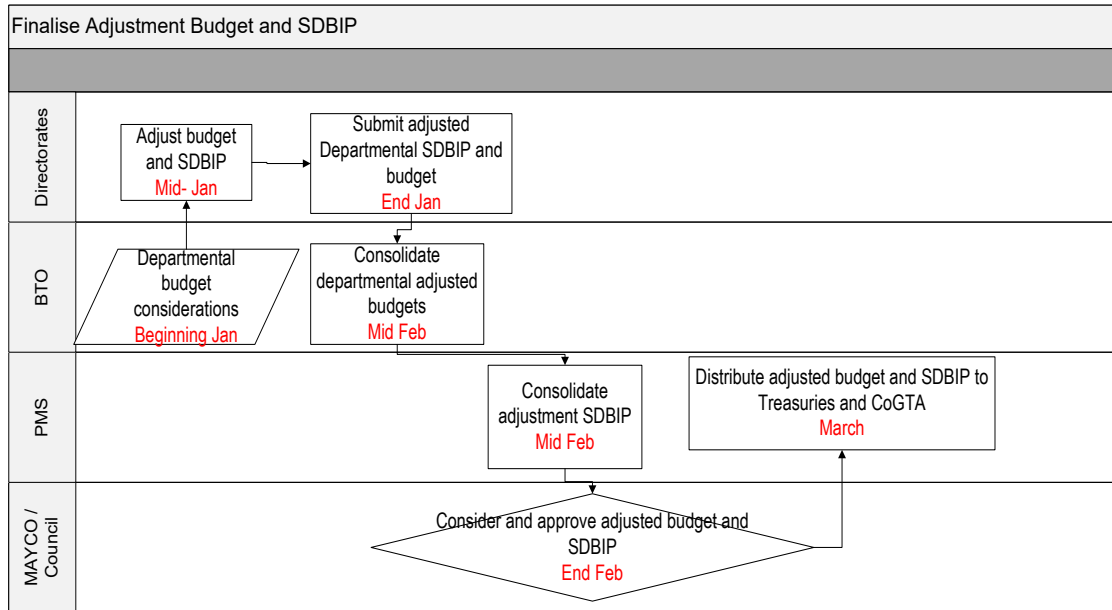 Finalise Adjustment Budget and SDBIP
Directorates
Adjust budget
and SDBIP
Mid- Jan
Submit adjusted
Departmental SDBIP and
budget
End Jan
BTO
Departmental
budget
considerations
Beginning Jan
Consolidate
departmental adjusted
budgets
Mid Feb
PMS
Consolidate
adjustment SDBIP
Mid Feb
Distribute adjusted budget and SDBIP to
Treasuries and CoGTA
March
MAYCO /
Council
Consider and approve adjusted budget and
SDBIP
End Feb